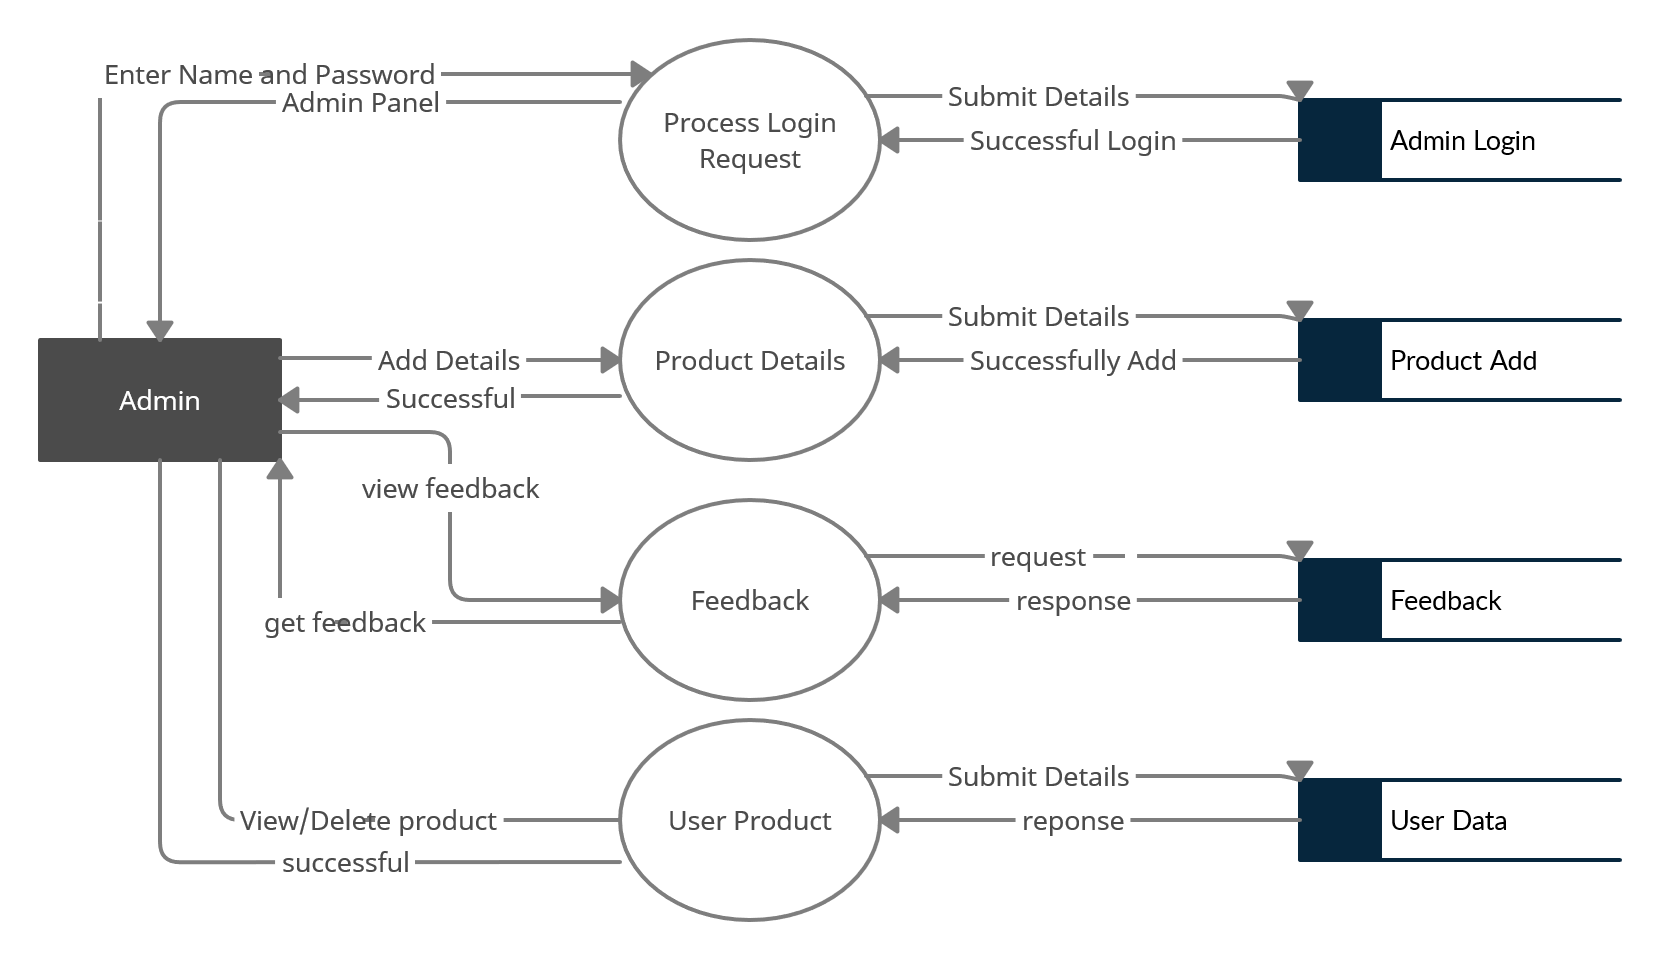 Enter Name and Password
Admin Panel
Process Login
Request
Submit Details
Successful Login
Admin Login
Admin
Add Details
Successful
Product Details
Submit Details
Successfully Add
Product Add
view feedback
get feedback
Feedback
request
response
Feedback
View/Delete product
successful
User Product
Submit Details
reponse
User Data